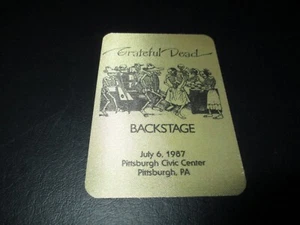 Grateful Dead
BACKSTAGE
July 6, 1987
Pittsburgh Civic Center
Pittsburgh, PA